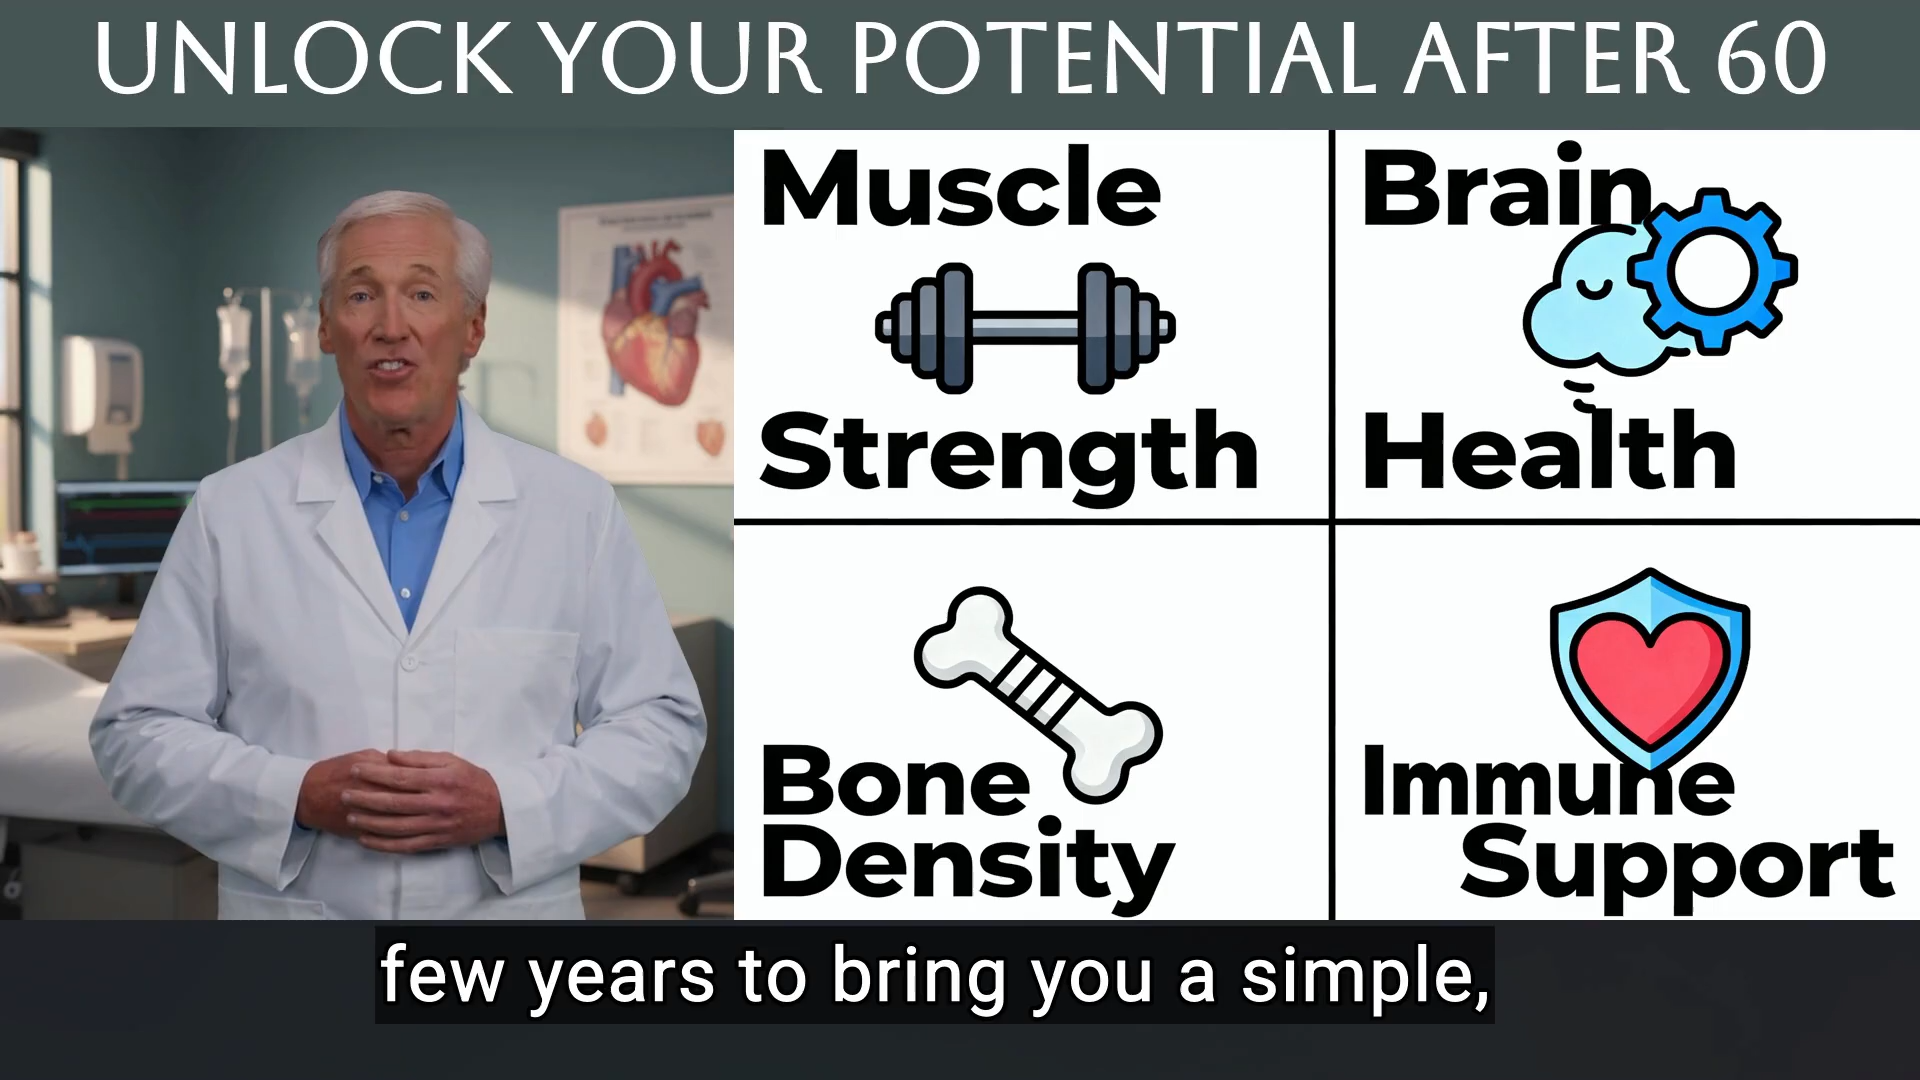 UNLOCK YOUR POTENTIAL AFTER 60
Muscle
Strength
Brain
Health
Bone
Density
Immune
Support
few years to bring you a simple,